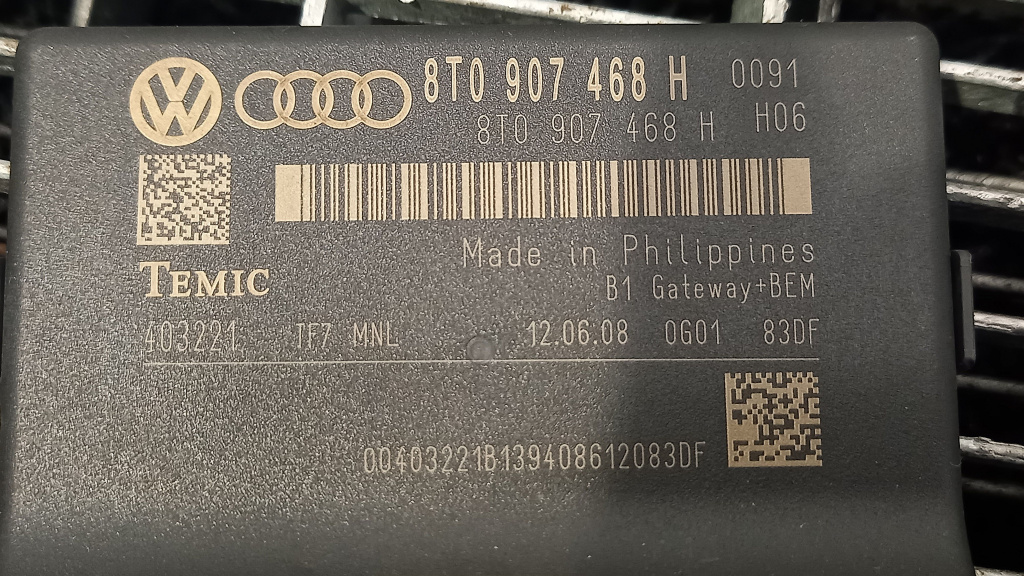 8T0 907 468 H 0091
8T0 907 468 H H06
TEMIC
Made in Philippines
B1 Gateway+BEM
403221 TF7 MNL 12.06.08 0G01 83DF
00403221B139408612083DF